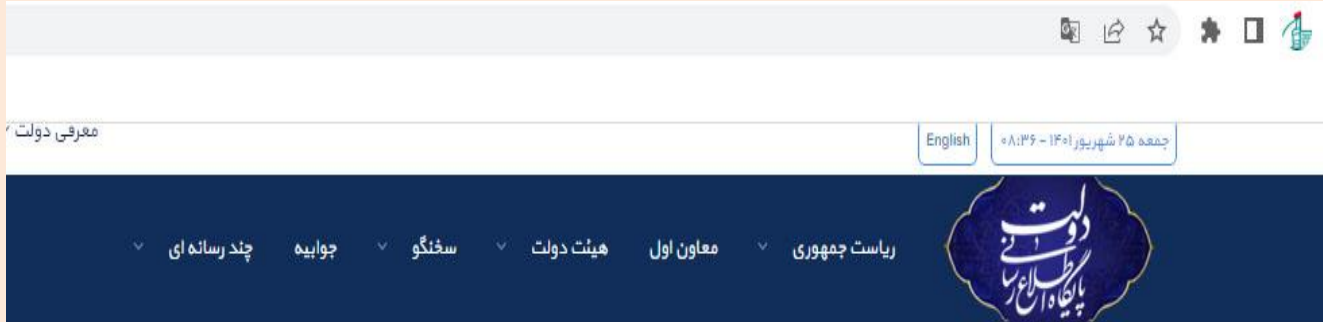 جمعه ۲۵ شهریور ۱۴۰۱ - ۰۸:۳۶ English معرفی دولت
پایگاه اطلاع رسانی دولت
ریاست جمهوری معاون اول هیئت دولت سخنگو جوابیه چند رسانه ای